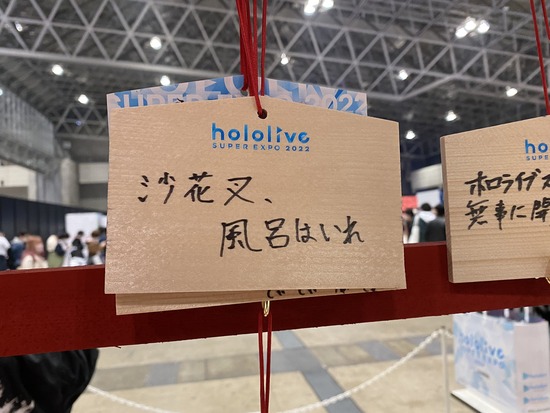 hololive
SUPER EXPO 2022
沙花叉、
風呂はいれ
ホロライブ
無事に開
hololive
SUPER EXPO